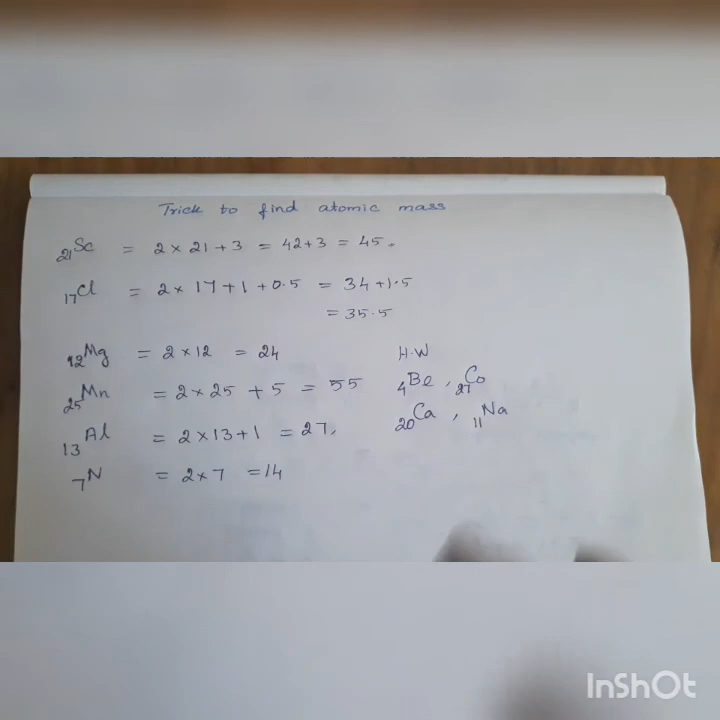 Trick to find atomic mass
21Sc = 2 × 21 + 3 = 42 + 3 = 45.
17Cl = 2 × 17 + 1 + 0.5 = 34 + 1.5
= 35.5
12Mg = 2 × 12 = 24
25Mn = 2 × 25 + 5 = 55
13Al = 2 × 13 + 1 = 27,
7N = 2 × 7 = 14
H.W
4Be , 27Co
20Ca , 11Na
InShOt